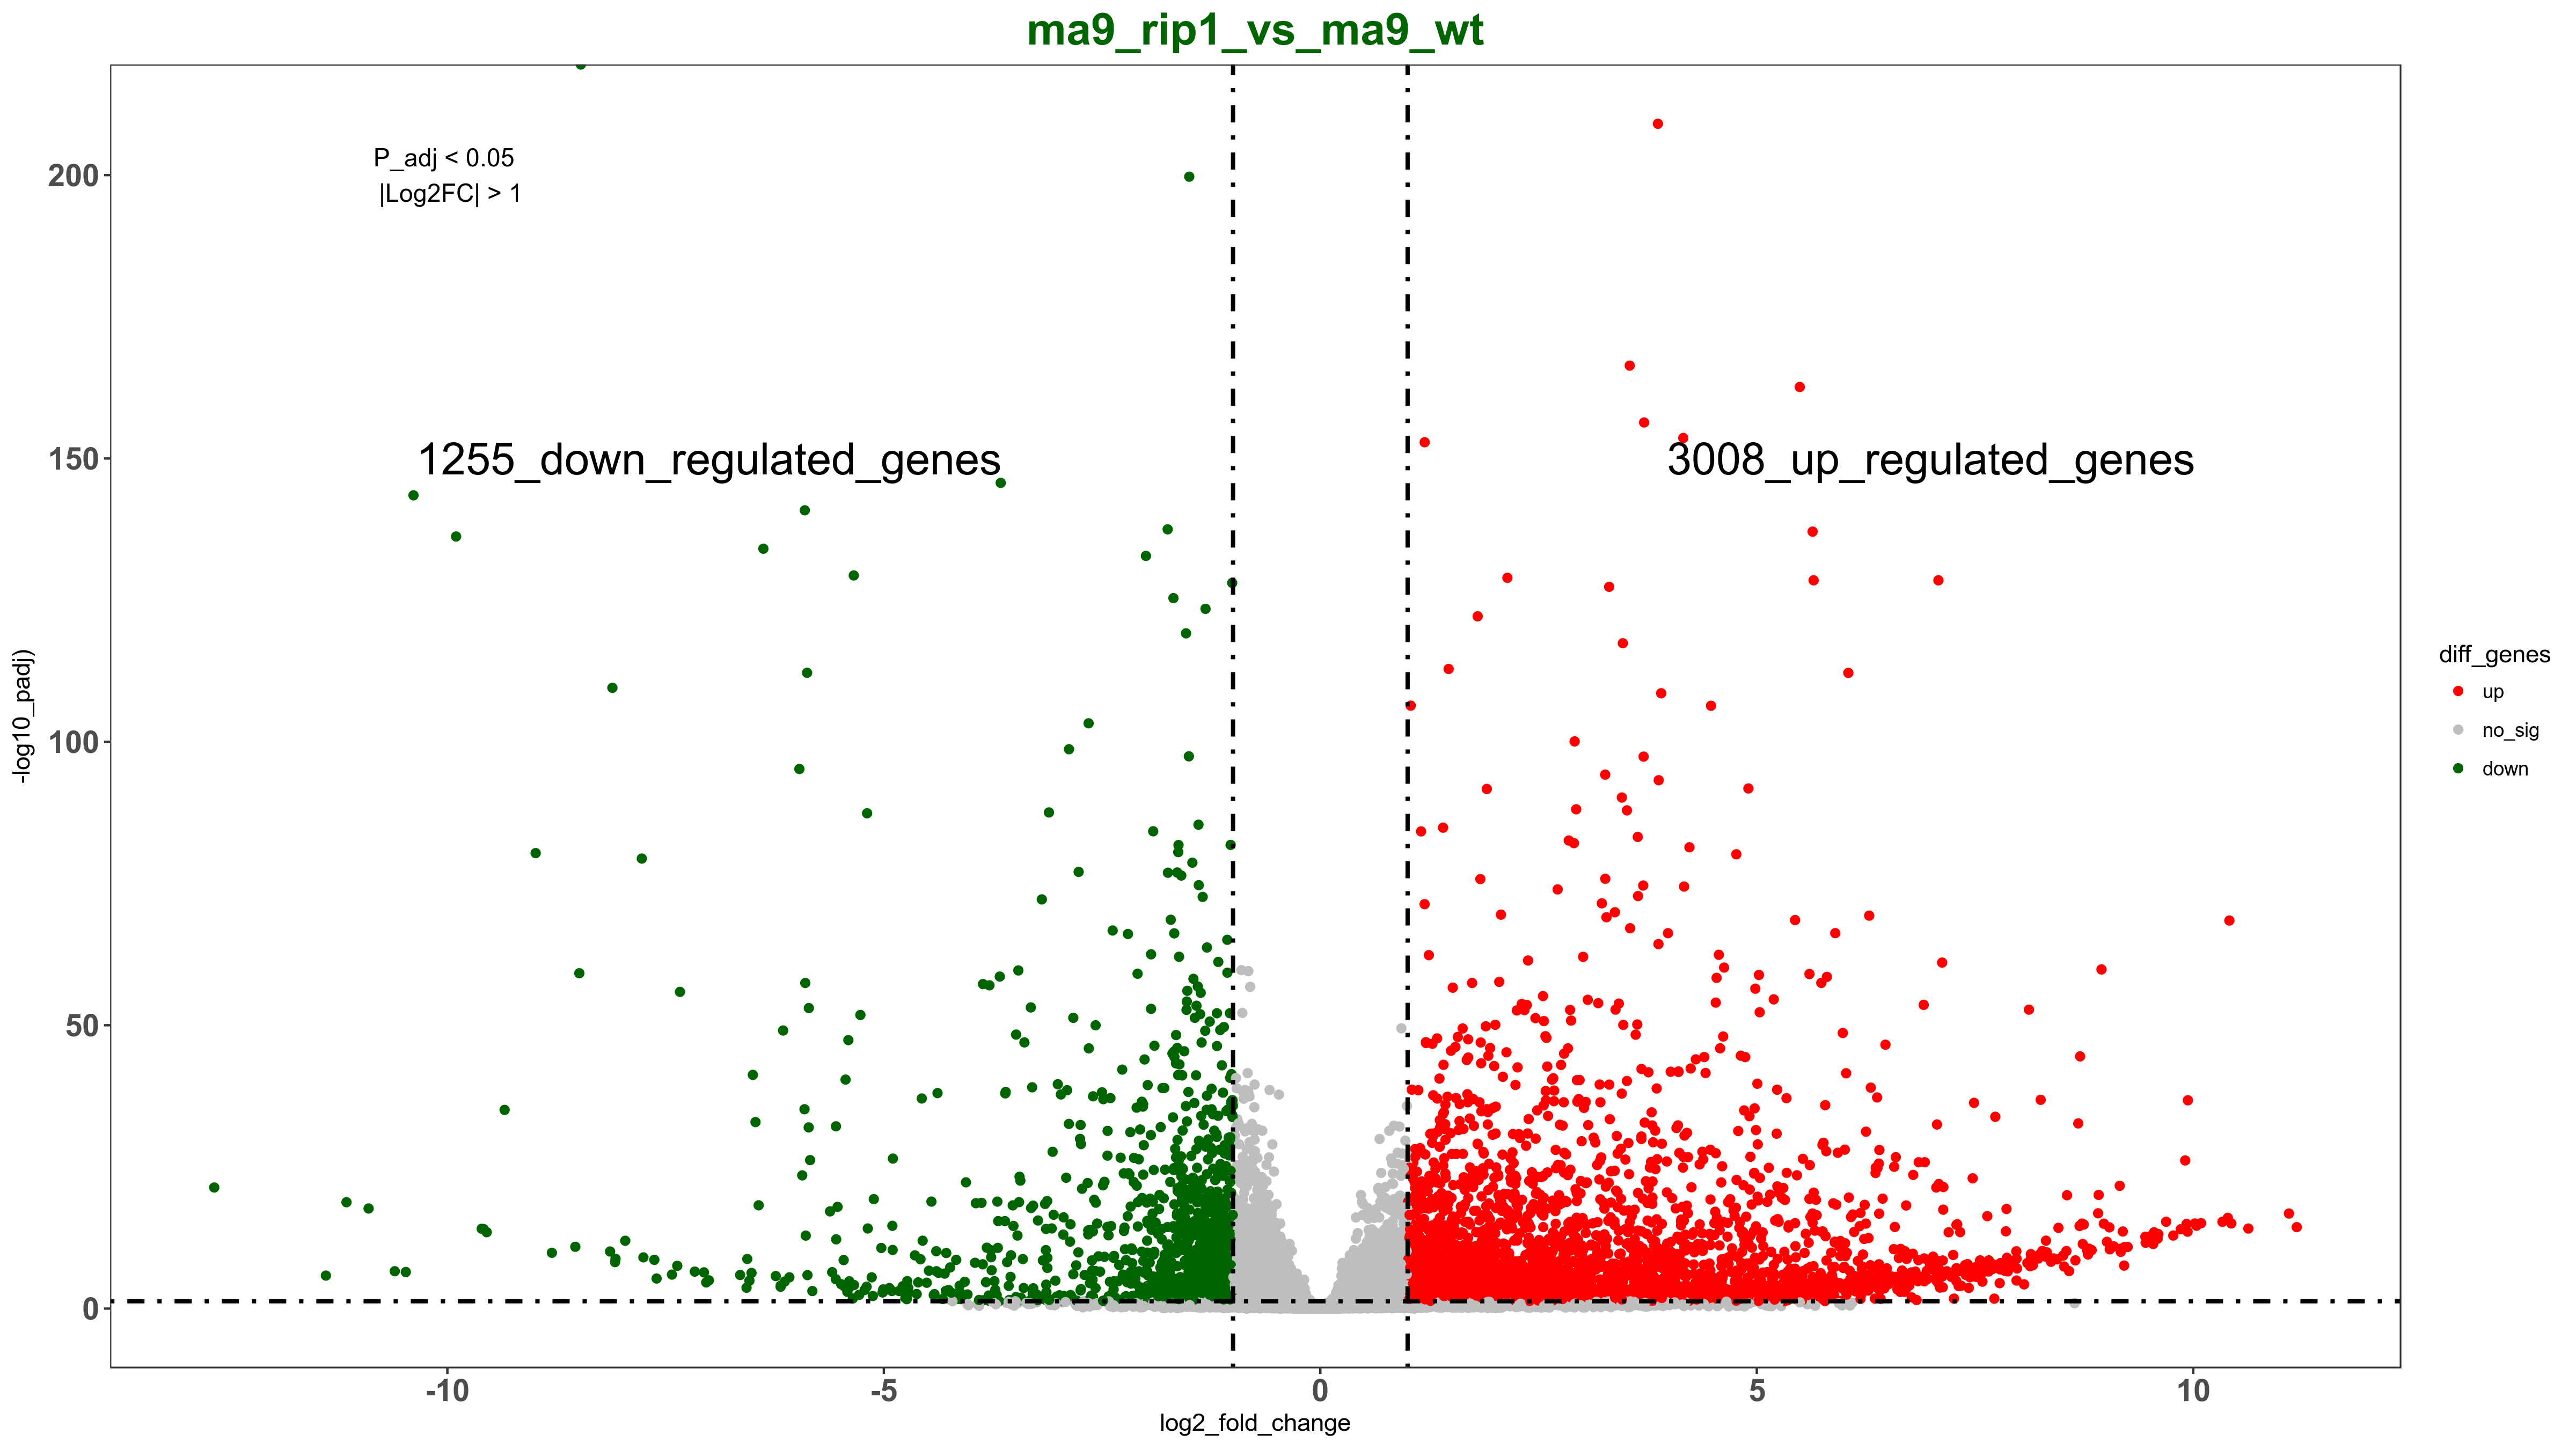 ma9_rip1_vs_ma9_wt
P_adj < 0.05
|Log2FC| > 1
1255_down_regulated_genes
3008_up_regulated_genes
200
150
100
50
0
-log10_padj)
-10
-5
0
5
10
log2_fold_change
diff_genes
up
no_sig
down